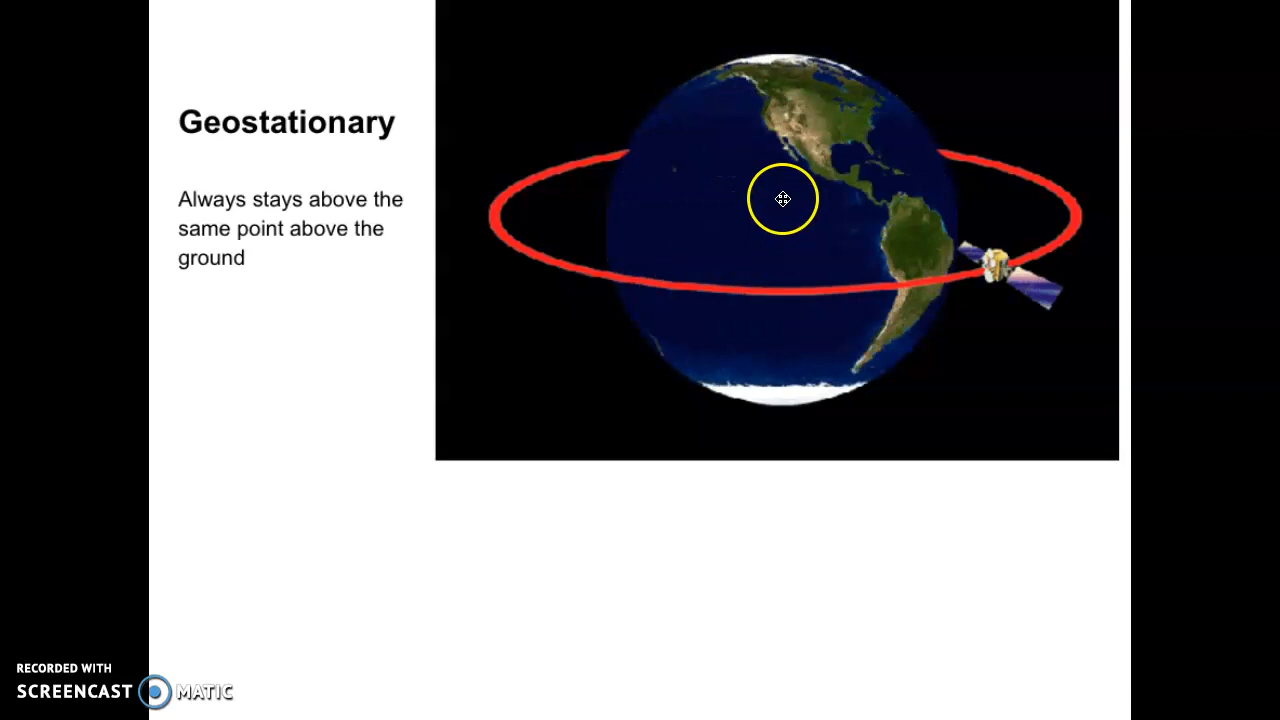 Geostationary
Always stays above the
same point above the
ground
RECORDED WITH
SCREENCAST MATIC